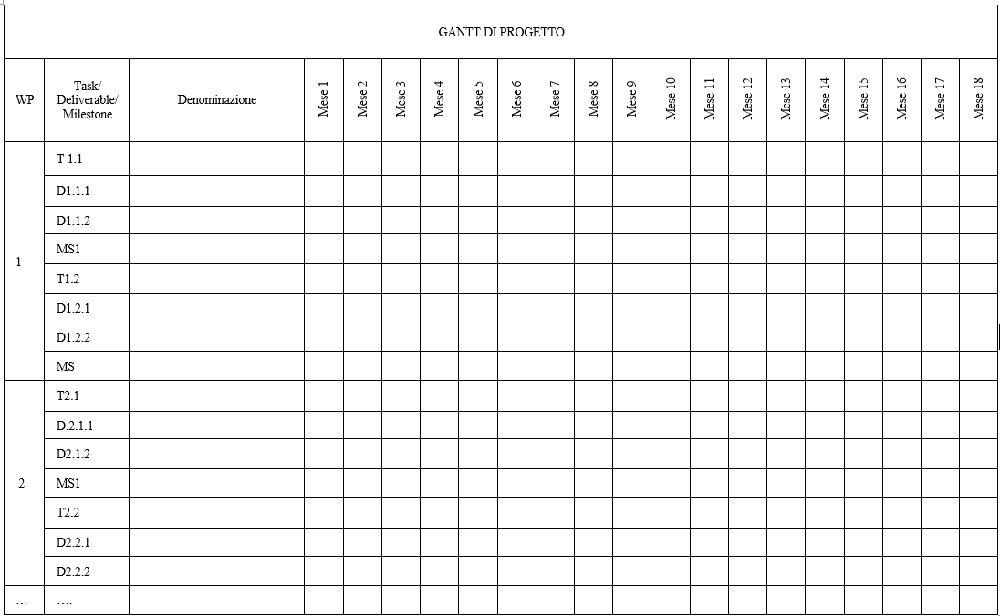 GANTT DI PROGETTO
WP
Task/
Deliverable/
Milestone
Denominazione
Mese 1
Mese 2
Mese 3
Mese 4
Mese 5
Mese 6
Mese 7
Mese 8
Mese 9
Mese 10
Mese 11
Mese 12
Mese 13
Mese 14
Mese 15
Mese 16
Mese 17
Mese 18
1
T 1.1
D1.1.1
D1.1.2
MS1
T1.2
D1.2.1
D1.2.2
MS
2
T2.1
D.2.1.1
D2.1.2
MS1
T2.2
D2.2.1
D2.2.2
...
....